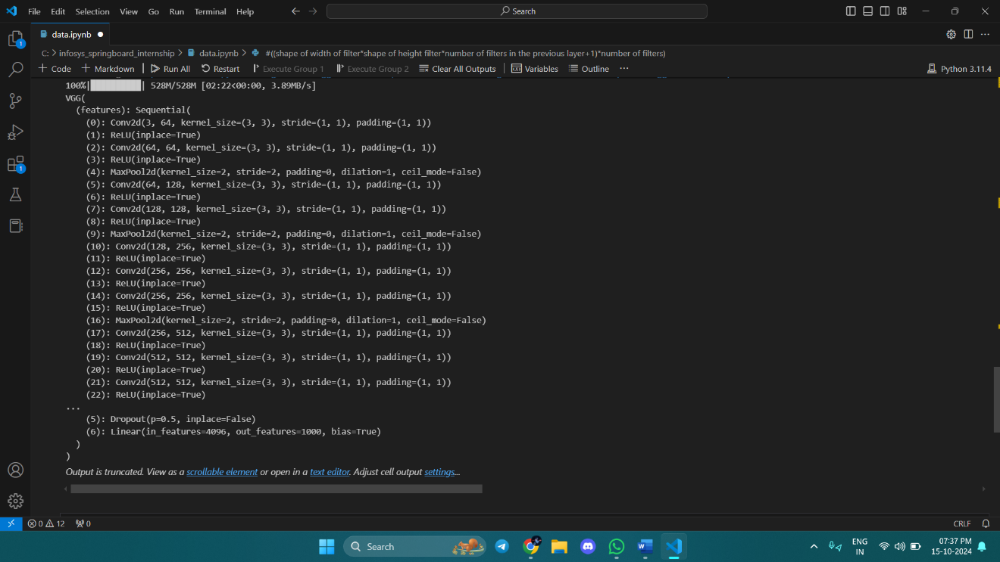 File Edit Selection View Go Run Terminal Help
Search
data.ipynb
C: > infosys_springboard_internship > data.ipynb > #((shape of width of filter*shape of height filter*number of filters in the previous layer+1)*number of filters)
+ Code + Markdown Run All Restart Execute Group 1 Execute Group 2 Clear All Outputs Variables Outline ... Python 3.11.4
100%|██████████| 528M/528M [02:22<00:00, 3.89MB/s]
VGG(
(features): Sequential(
(0): Conv2d(3, 64, kernel_size=(3, 3), stride=(1, 1), padding=(1, 1))
(1): ReLU(inplace=True)
(2): Conv2d(64, 64, kernel_size=(3, 3), stride=(1, 1), padding=(1, 1))
(3): ReLU(inplace=True)
(4): MaxPool2d(kernel_size=2, stride=2, padding=0, dilation=1, ceil_mode=False)
(5): Conv2d(64, 128, kernel_size=(3, 3), stride=(1, 1), padding=(1, 1))
(6): ReLU(inplace=True)
(7): Conv2d(128, 128, kernel_size=(3, 3), stride=(1, 1), padding=(1, 1))
(8): ReLU(inplace=True)
(9): MaxPool2d(kernel_size=2, stride=2, padding=0, dilation=1, ceil_mode=False)
(10): Conv2d(128, 256, kernel_size=(3, 3), stride=(1, 1), padding=(1, 1))
(11): ReLU(inplace=True)
(12): Conv2d(256, 256, kernel_size=(3, 3), stride=(1, 1), padding=(1, 1))
(13): ReLU(inplace=True)
(14): Conv2d(256, 256, kernel_size=(3, 3), stride=(1, 1), padding=(1, 1))
(15): ReLU(inplace=True)
(16): MaxPool2d(kernel_size=2, stride=2, padding=0, dilation=1, ceil_mode=False)
(17): Conv2d(256, 512, kernel_size=(3, 3), stride=(1, 1), padding=(1, 1))
(18): ReLU(inplace=True)
(19): Conv2d(512, 512, kernel_size=(3, 3), stride=(1, 1), padding=(1, 1))
(20): ReLU(inplace=True)
(21): Conv2d(512, 512, kernel_size=(3, 3), stride=(1, 1), padding=(1, 1))
(22): ReLU(inplace=True)
...
(5): Dropout(p=0.5, inplace=False)
(6): Linear(in_features=4096, out_features=1000, bias=True)
)
)
Output is truncated. View as a scrollable element or open in a text editor. Adjust cell output settings...
0 12 0 CRLF
Search
ENG IN
07:37 PM
15-10-2024